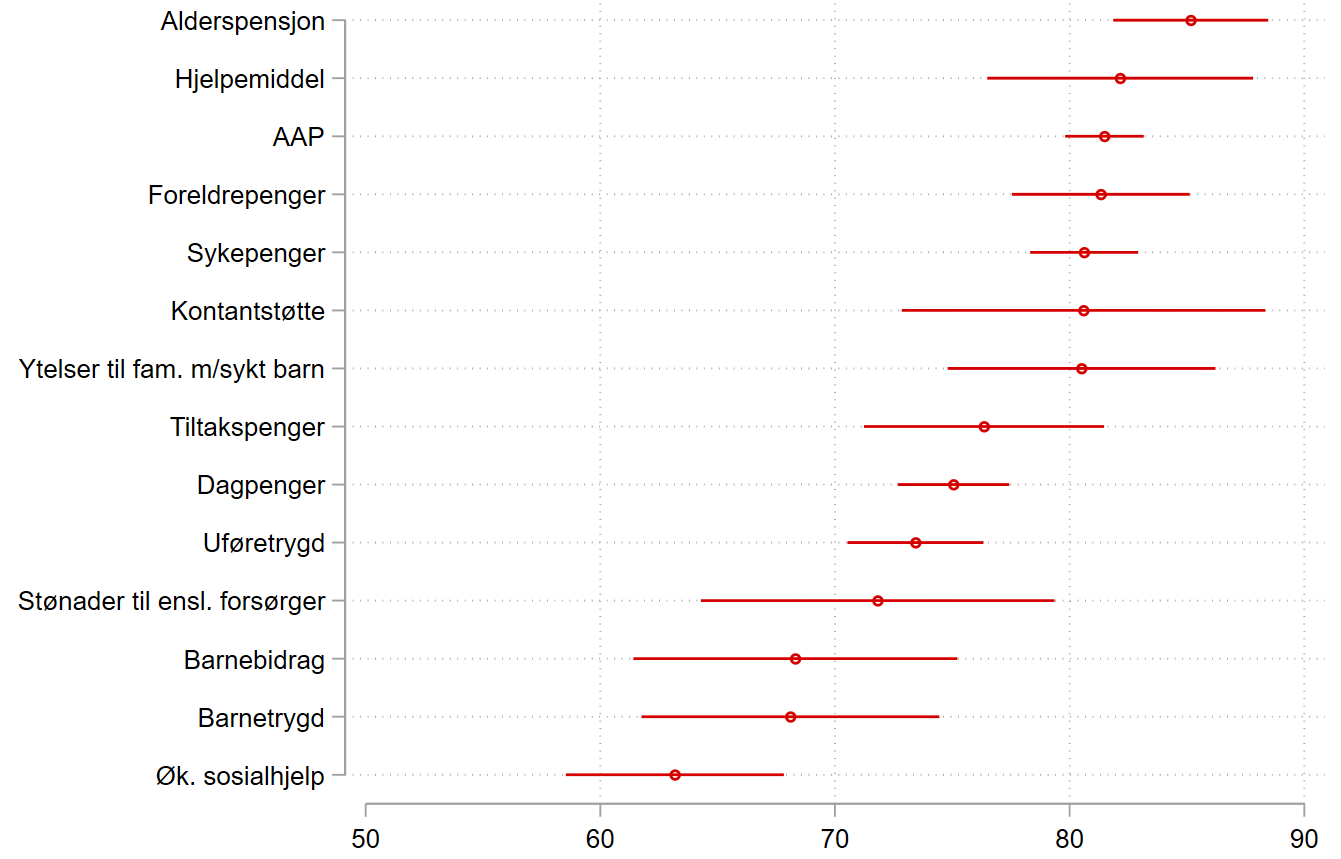 Alderspensjon
Hjelpemiddel
AAP
Foreldrepenger
Sykepenger
Kontantstøtte
Ytelser til fam. m/sykt barn
Tiltakspenger
Dagpenger
Uføretrygd
Stønader til ensl. forsørger
Barnebidrag
Barnetrygd
Øk. sosialhjelp
50 60 70 80 90